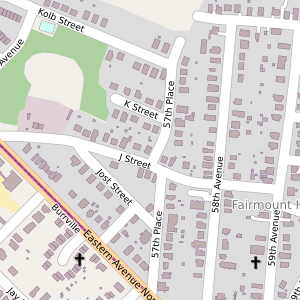 Kolb Street
Avenue
K Street
57th Place
J Street
Jost Street
58th Avenue
Fairmount H
Burrville
Eastern Avenue No
57th Place
59th Avenue
Jay